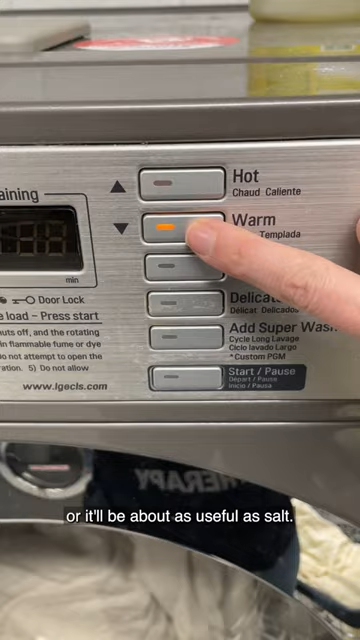 Hot
Chaud Caliente
aining
Warm
Templada
min
Door Lock
Delicat
Délicat Delicados
e load - Press start
Add Super Wash
Cycle Long Lavage
Ciclo lavado Largo
*Custom PGM
huts off, and the rotating
in flammable fume or dye
o not attempt to open the
ration. 5) Do not allow
Start / Pause
Départ / Pause
Inicio / Pausa
www.lgecls.com
THERAPY
or it'll be about as useful as salt.